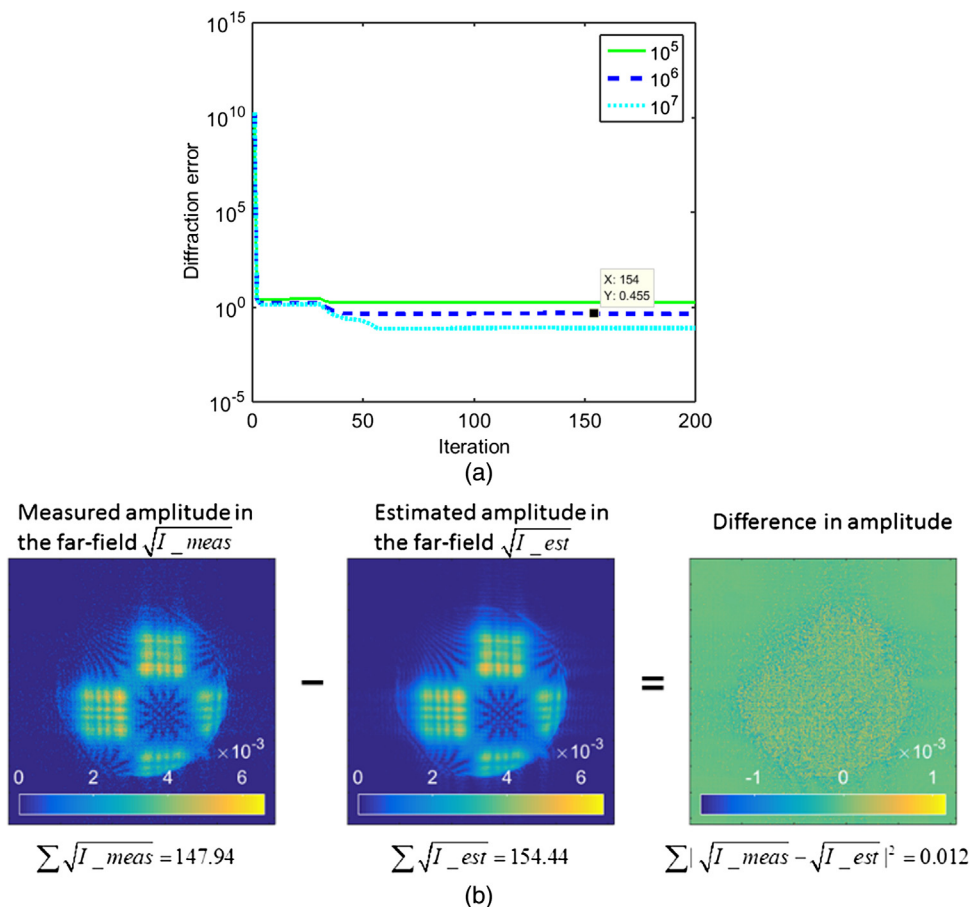 10^15
10^10
10^5
10^0
10^-5
Diffraction error
10^5
10^6
10^7
X: 154
Y: 0.455
0 50 100 150 200
Iteration
(a)
Measured amplitude in
the far-field √I_meas
Estimated amplitude in
the far-field √I_est
Difference in amplitude
−
=
×10^-3
0 2 4 6
×10^-3
0 2 4 6
×10^-3
-1 0 1
∑√I_meas = 147.94
∑√I_est = 154.44
∑|√I_meas − √I_est|^2 = 0.012
(b)